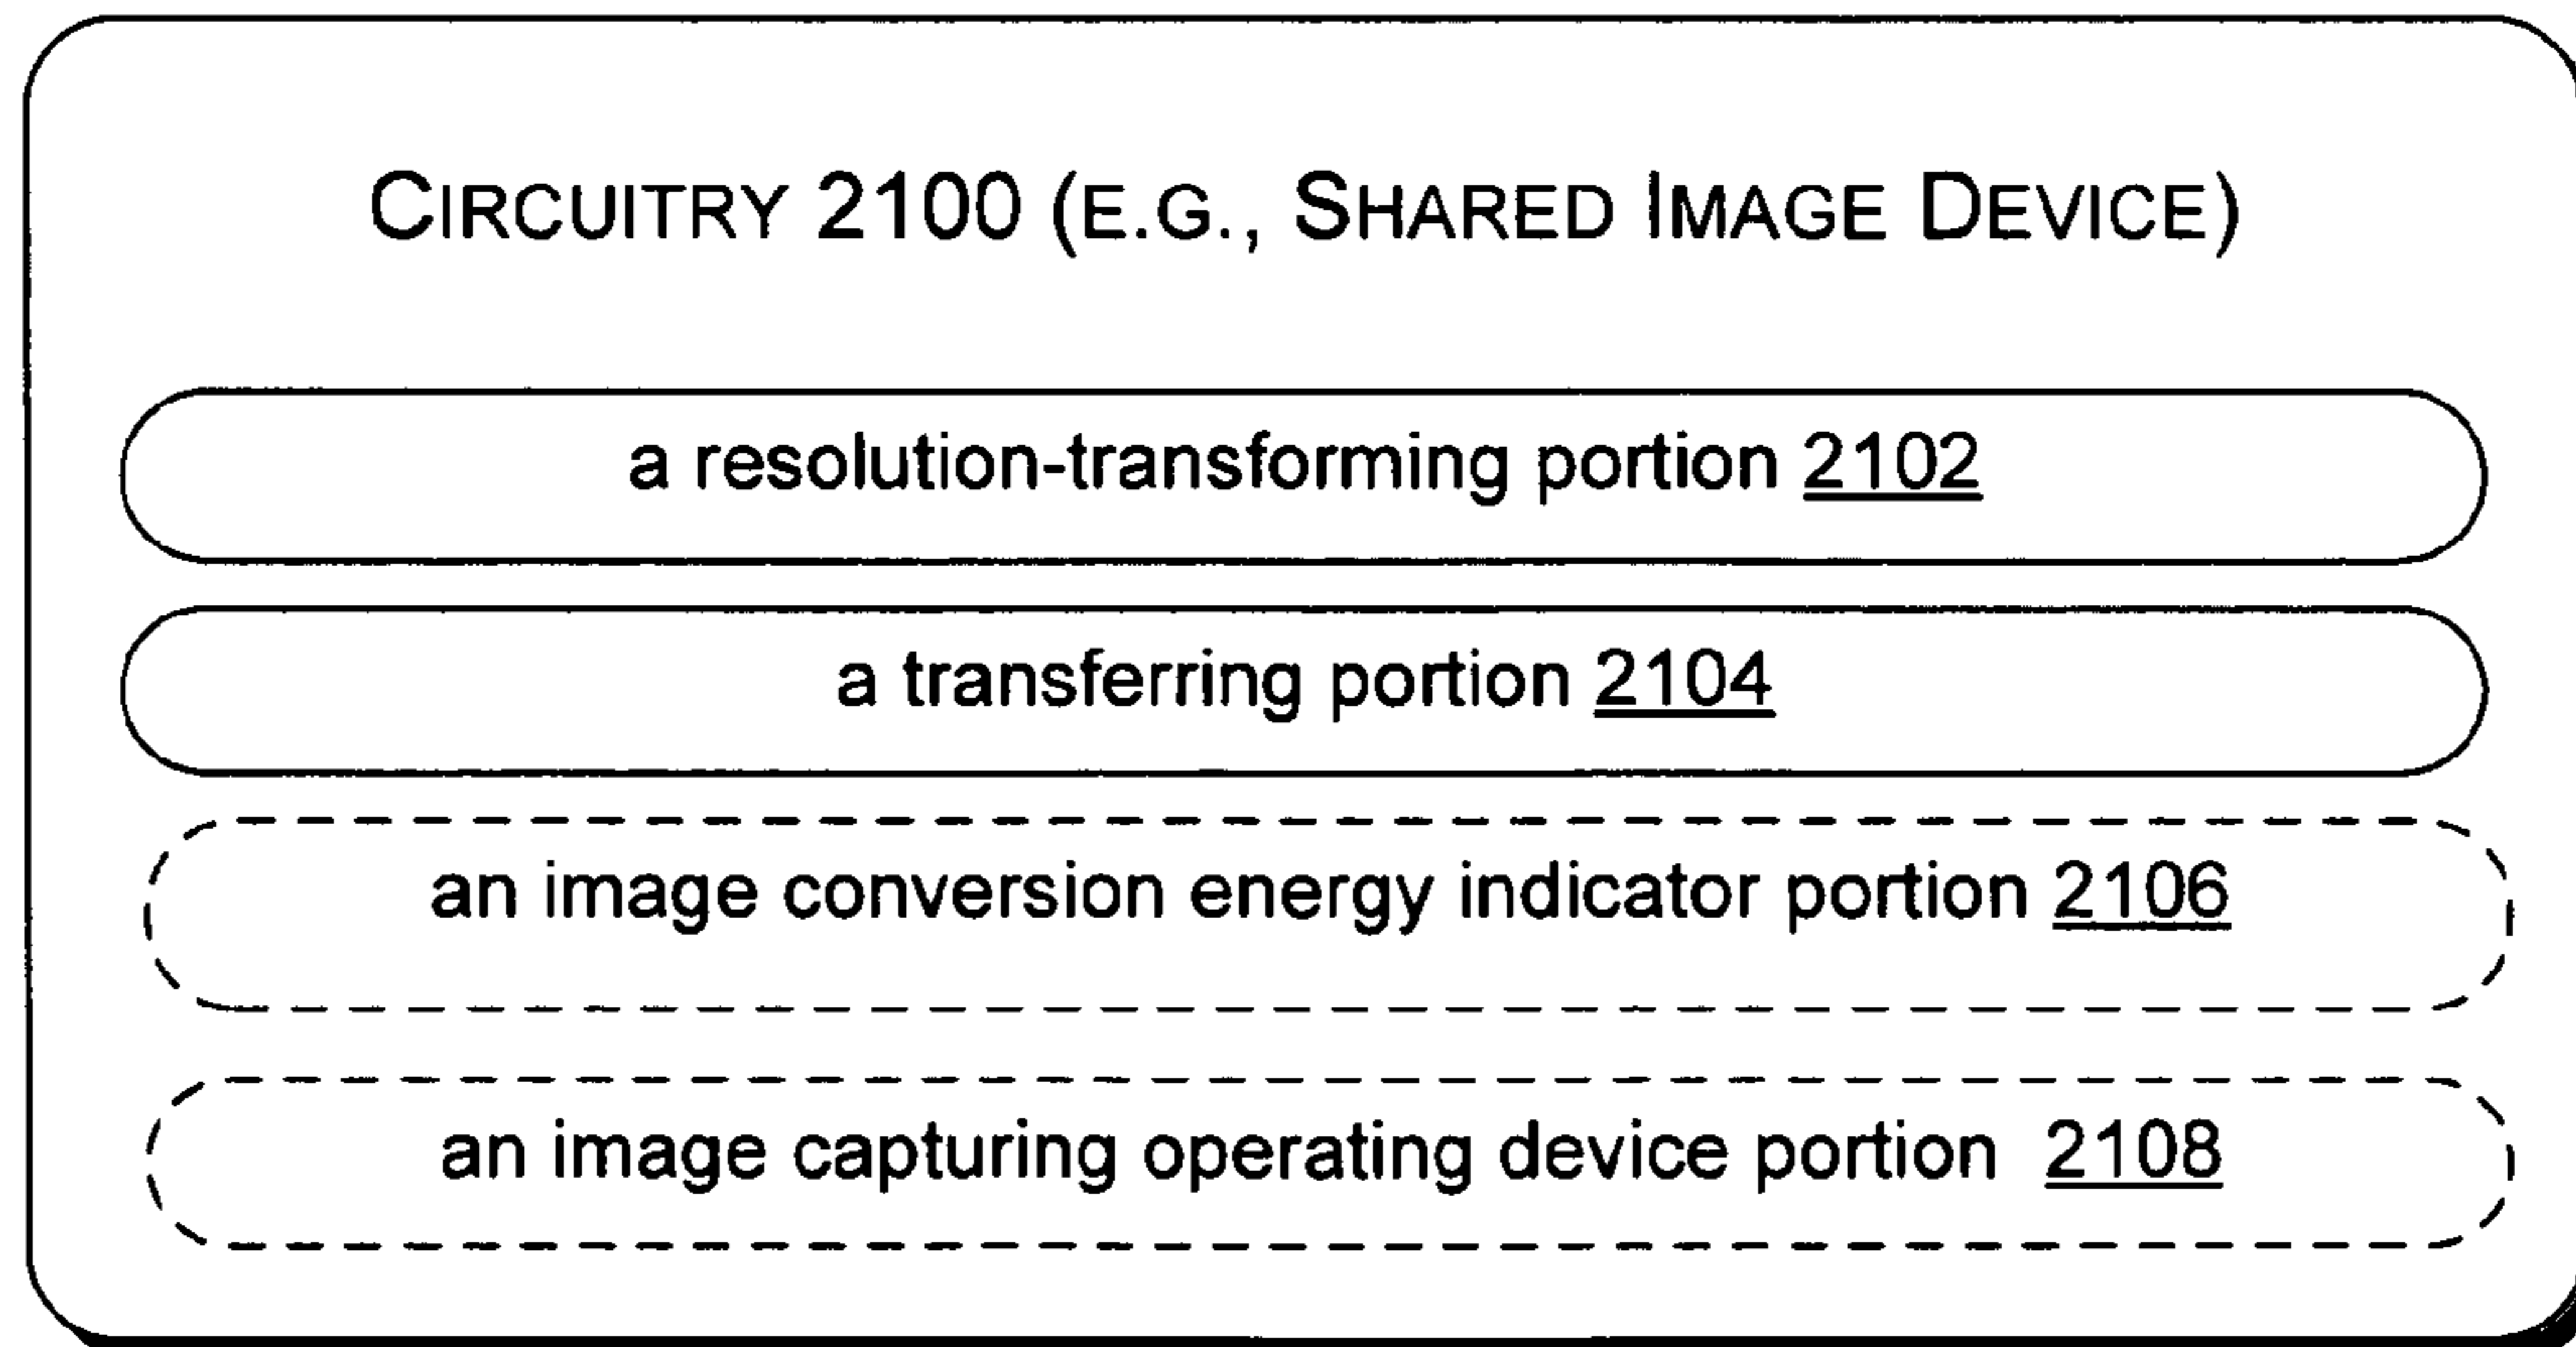 CIRCUITRY 2100 (E.G., SHARED IMAGE DEVICE)
a resolution-transforming portion 2102
a transferring portion 2104
an image conversion energy indicator portion 2106
an image capturing operating device portion 2108